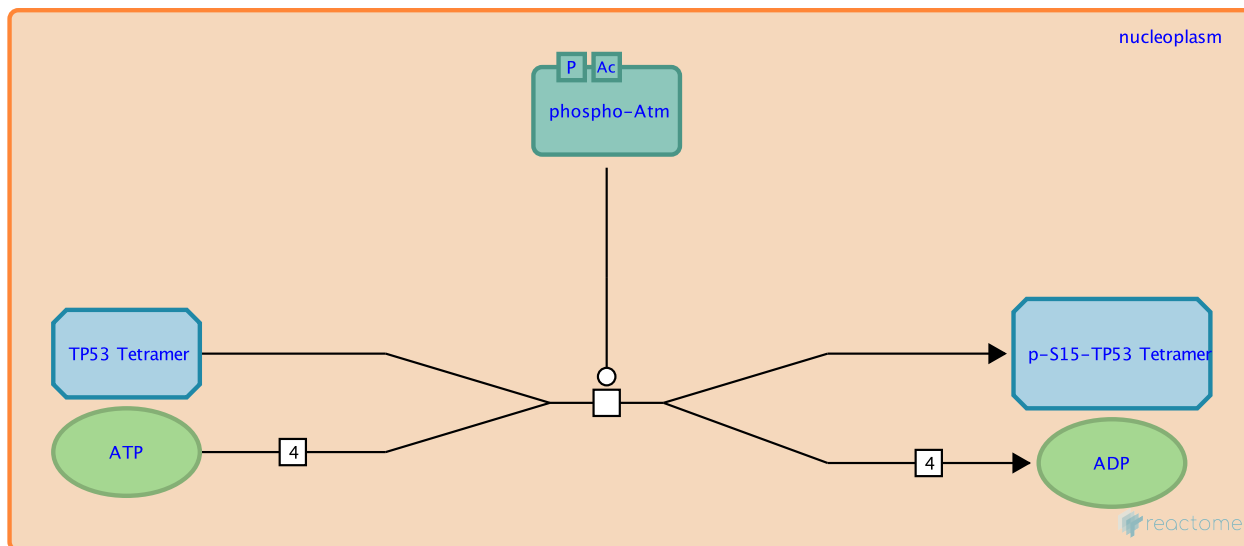 nucleoplasm
P
Ac
phospho-Atm
TP53 Tetramer
p-S15-TP53 Tetramer
ATP
4
4
ADP
reactome